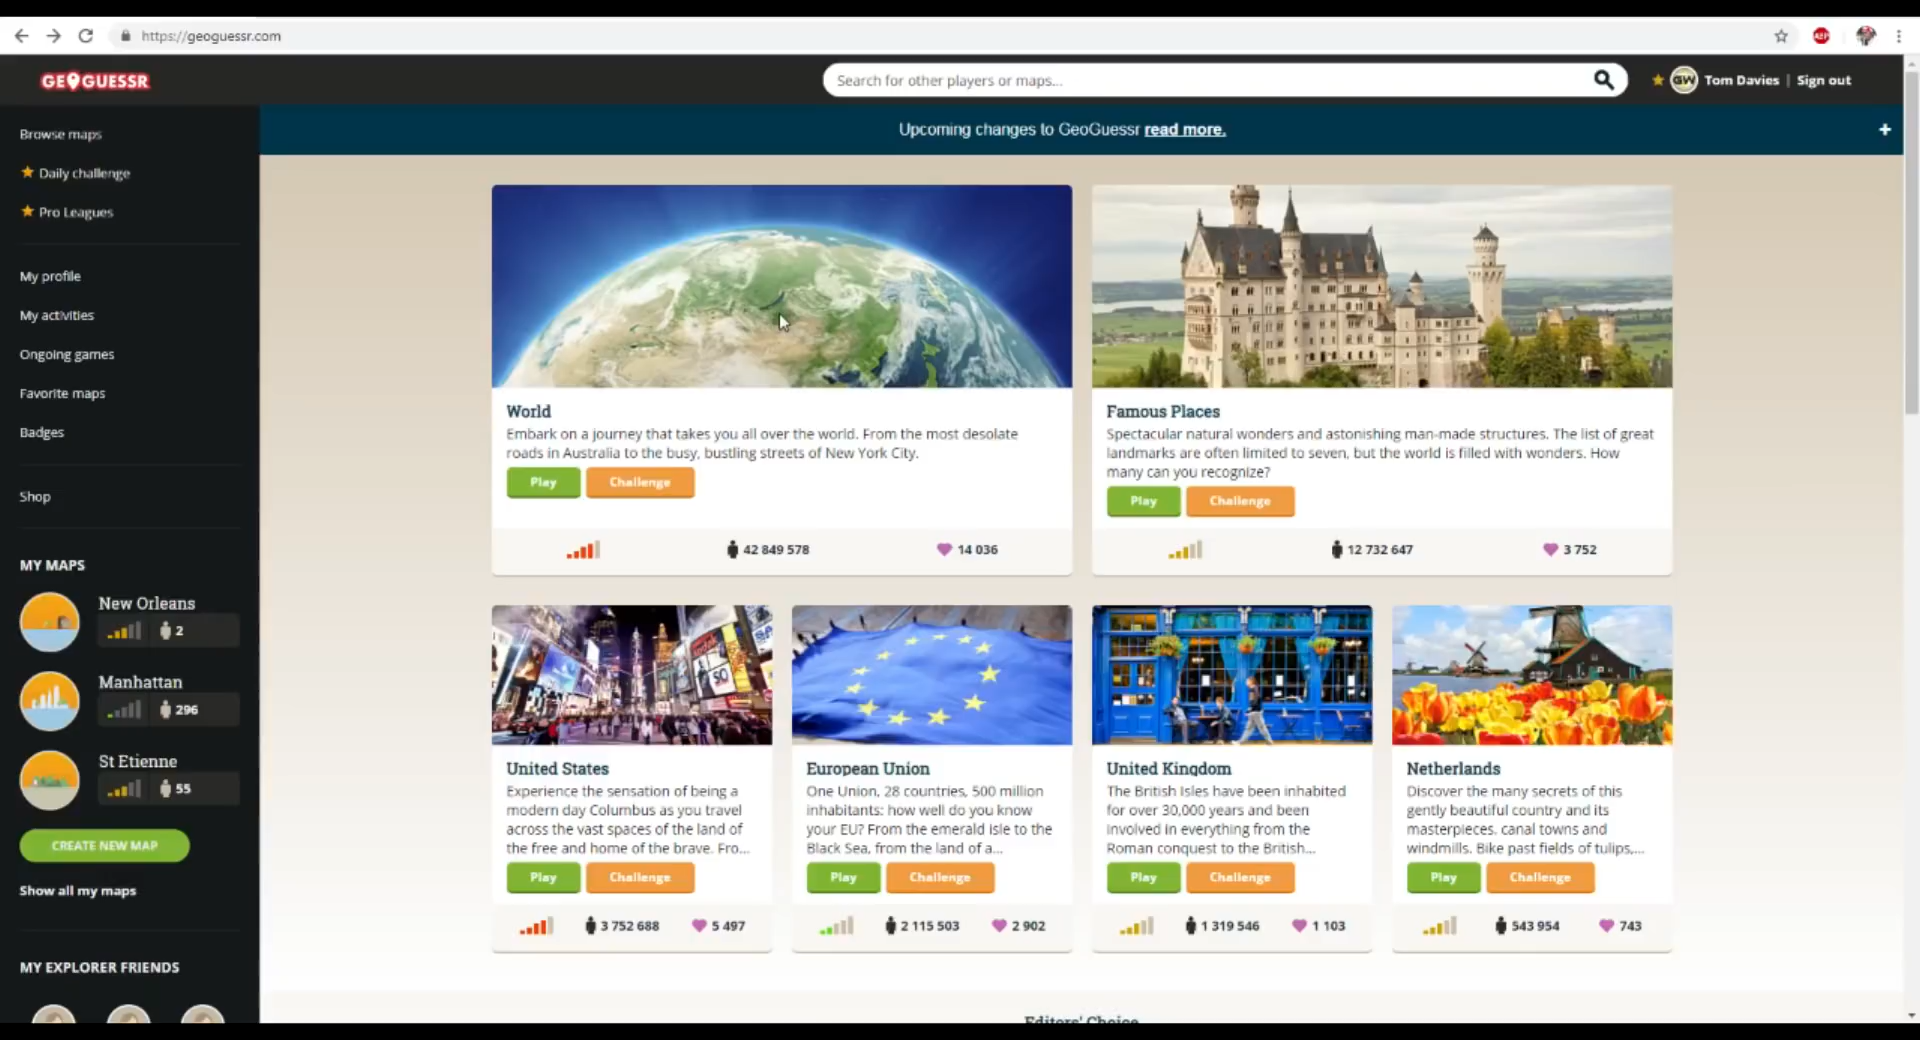 https://geoguessr.com
GEOGUESSR
Search for other players or maps...
GW
Tom Davies | Sign out
Browse maps
Daily challenge
Pro Leagues
My profile
My activities
Ongoing games
Favorite maps
Badges
Shop
MY MAPS
New Orleans
2
Manhattan
296
St Etienne
55
CREATE NEW MAP
Show all my maps
MY EXPLORER FRIENDS
Upcoming changes to GeoGuessr read more.
World
Embark on a journey that takes you all over the world. From the most desolate
roads in Australia to the busy, bustling streets of New York City.
Play Challenge
42 849 578 14 036
Famous Places
Spectacular natural wonders and astonishing man-made structures. The list of great
landmarks are often limited to seven, but the world is filled with wonders. How
many can you recognize?
Play Challenge
12 732 647 3 752
United States
Experience the sensation of being a
modern day Columbus as you travel
across the vast spaces of the land of
the free and home of the brave. Fro...
Play Challenge
3 752 688 5 497
European Union
One Union, 28 countries, 500 million
inhabitants: how well do you know
your EU? From the emerald isle to the
Black Sea, from the land of a...
Play Challenge
2 115 503 2 902
United Kingdom
The British Isles have been inhabited
for over 30,000 years and been
involved in everything from the
Roman conquest to the British...
Play Challenge
1 319 546 1 103
Netherlands
Discover the many secrets of this
gently beautiful country and its
masterpieces. canal towns and
windmills. Bike past fields of tulips,...
Play Challenge
543 954 743
Editors' Choice